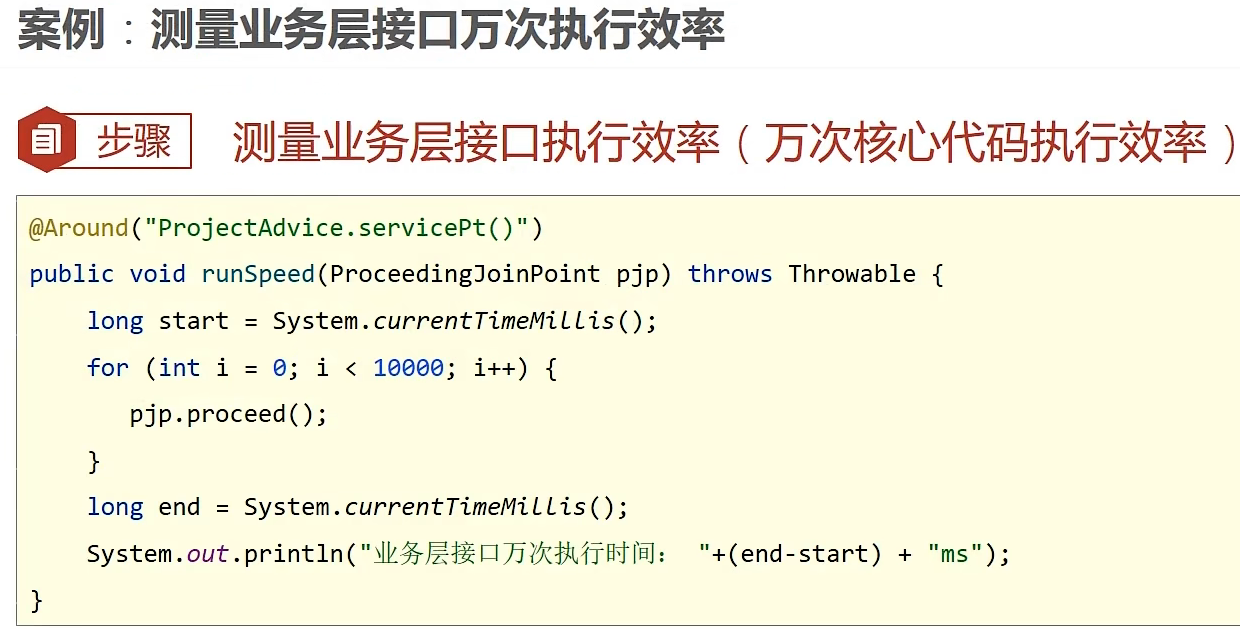 案例：测量业务层接口万次执行效率
步骤
测量业务层接口执行效率（万次核心代码执行效率）
@Around("ProjectAdvice.servicePt()")
public void runSpeed(ProceedingJoinPoint pjp) throws Throwable {
    long start = System.currentTimeMillis();
    for (int i = 0; i < 10000; i++) {
       pjp.proceed();
    }
    long end = System.currentTimeMillis();
    System.out.println("业务层接口万次执行时间： "+(end-start) + "ms");
}